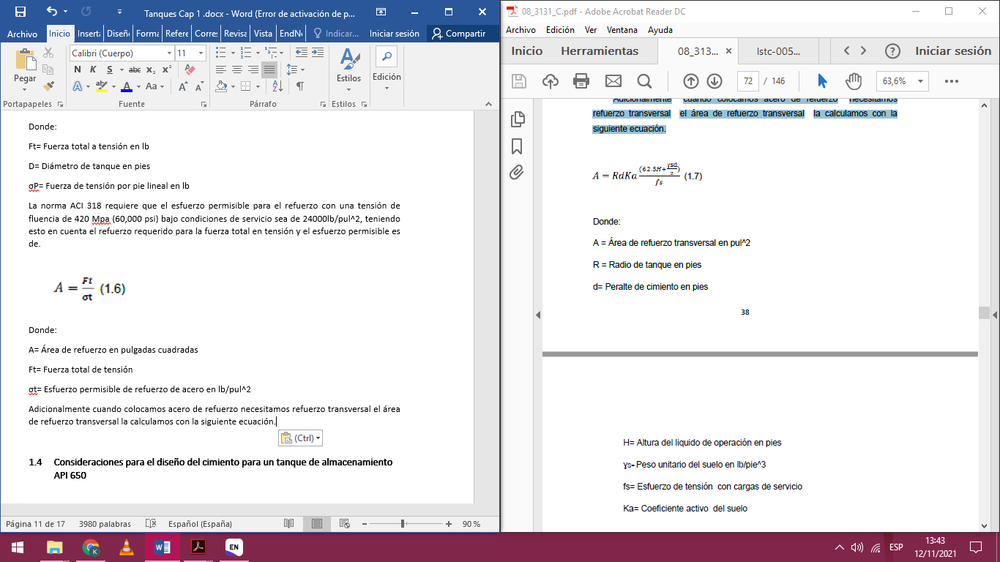 Tanques Cap 1 .docx - Word (Error de activación de p...
Archivo Inicio Insert: Diseñ Forma Refere Corres Revisa Vista EndNo Indicar... Iniciar sesión Compartir
Calibri (Cuerpo) 11
Pegar
N K S abc x₂ x²
A ab A Aa A A
Estilos
Edición
Portapapeles Fuente Párrafo Estilos
Donde:
Ft= Fuerza total a tensión en lb
D= Diámetro de tanque en pies
σP= Fuerza de tensión por pie lineal en lb
La norma ACI 318 requiere que el esfuerzo permisible para el refuerzo con una tensión de
fluencia de 420 Mpa (60,000 psi) bajo condiciones de servicio sea de 24000lb/pul^2, teniendo
esto en cuenta el refuerzo requerido para la fuerza total en tensión y el esfuerzo permisible es
de.
A = Ft/σt (1.6)
Donde:
A= Área de refuerzo en pulgadas cuadradas
Ft= Fuerza total de tensión
σt= Esfuerzo permisible de refuerzo de acero en lb/pul^2
Adicionalmente cuando colocamos acero de refuerzo necesitamos refuerzo transversal el área
de refuerzo transversal la calculamos con la siguiente ecuación.
(Ctrl)
1.4 Consideraciones para el diseño del cimiento para un tanque de almacenamiento
API 650
Página 11 de 17 3980 palabras Español (España) 90 %
08_3131_C.pdf - Adobe Acrobat Reader DC
Archivo Edición Ver Ventana Ayuda
Inicio Herramientas 08_313... × lstc-005... Iniciar sesión
72 / 146 63,6%
Adicionalmente cuando colocamos acero de refuerzo necesitamos
refuerzo transversal el área de refuerzo transversal la calculamos con la
siguiente ecuación.
A = RdKa (62.5H+γSd/2)/fs (1.7)
Donde:
A = Área de refuerzo transversal en pul^2
R = Radio de tanque en pies
d= Peralte de cimiento en pies
38
H= Altura del liquido de operación en pies
γs= Peso unitario del suelo en lb/pie^3
fs= Esfuerzo de tensión con cargas de servicio
Ka= Coeficiente activo del suelo
K W EN ESP
13:43
12/11/2021